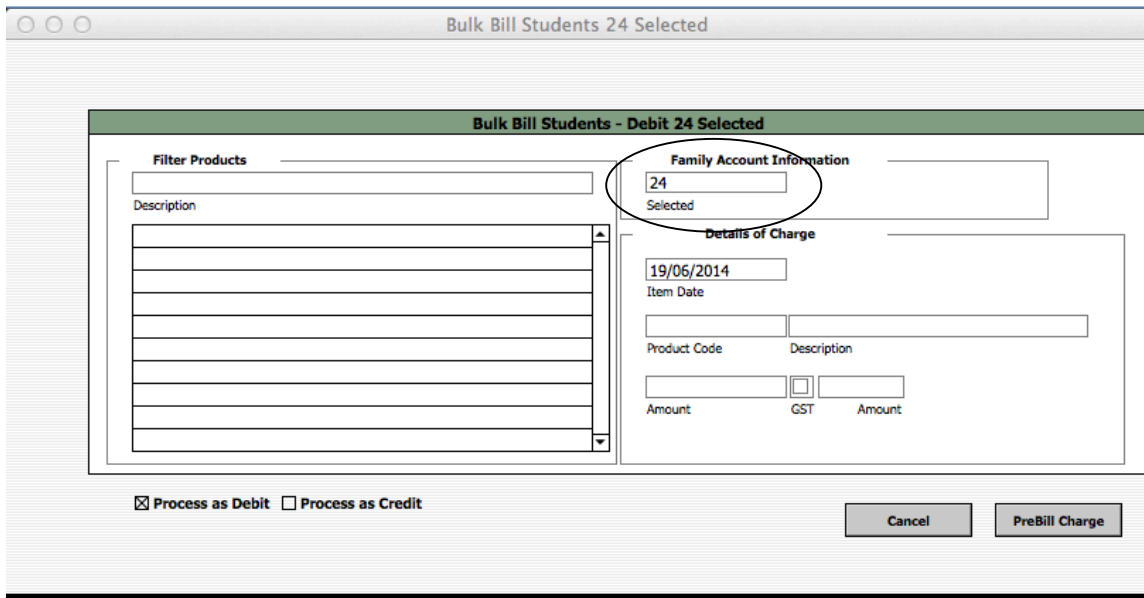 Bulk Bill Students 24 Selected
Bulk Bill Students - Debit 24 Selected
Filter Products
Description
Family Account Information
24
Selected
Details of Charge
19/06/2014
Item Date
Product Code Description
Amount GST Amount
Process as Debit Process as Credit
Cancel PreBill Charge